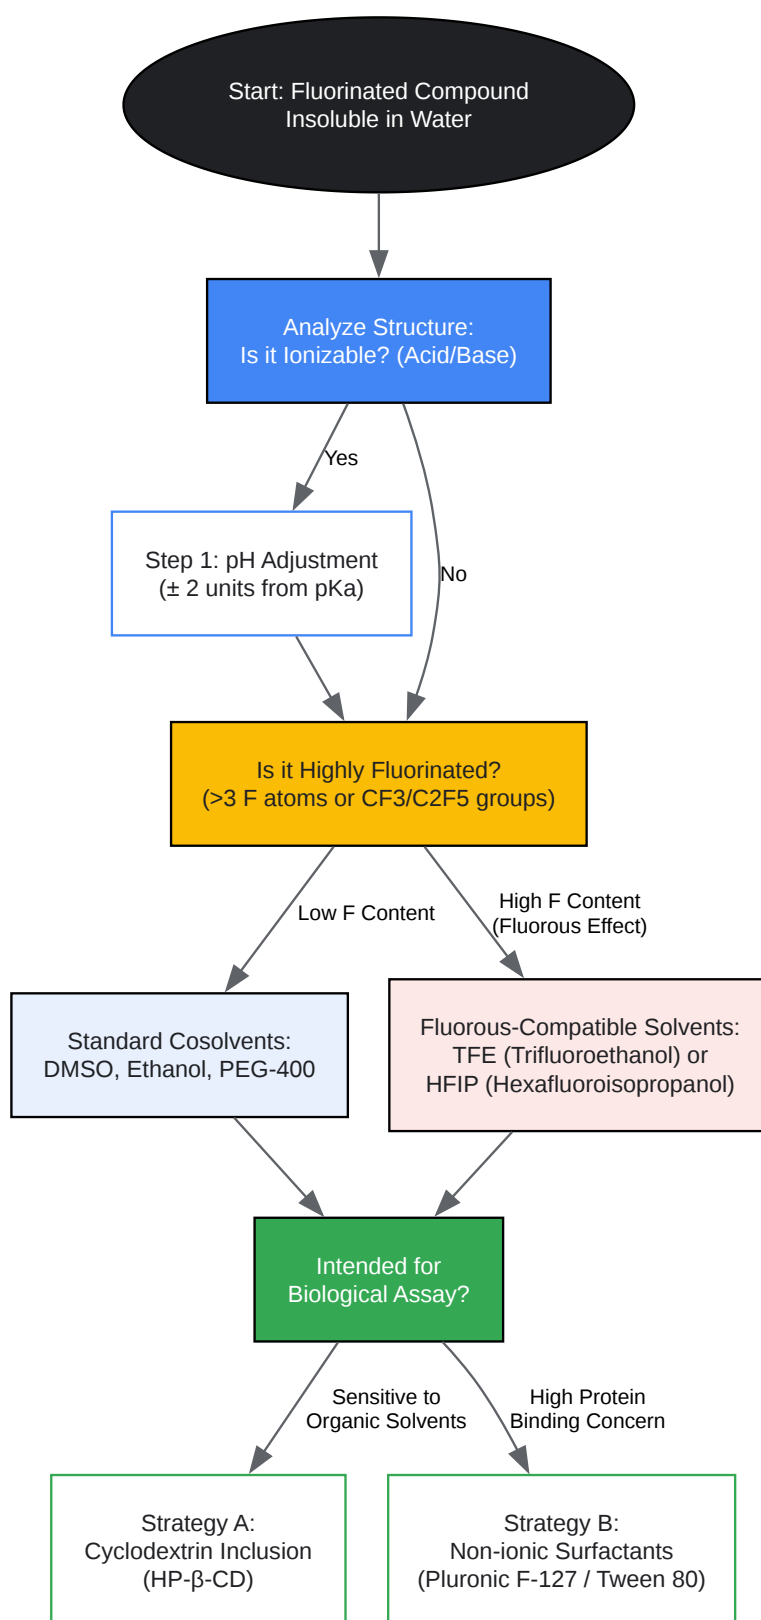 Start: Fluorinated Compound
Insoluble in Water
Analyze Structure:
Is it Ionizable? (Acid/Base)
Yes
No
Step 1: pH Adjustment
(± 2 units from pKa)
Is it Highly Fluorinated?
(>3 F atoms or CF3/C2F5 groups)
Low F Content
High F Content
(Fluorous Effect)
Standard Cosolvents:
DMSO, Ethanol, PEG-400
Fluorous-Compatible Solvents:
TFE (Trifluoroethanol) or
HFIP (Hexafluoroisopropanol)
Intended for
Biological Assay?
Sensitive to
Organic Solvents
High Protein
Binding Concern
Strategy A:
Cyclodextrin Inclusion
(HP-β-CD)
Strategy B:
Non-ionic Surfactants
(Pluronic F-127 / Tween 80)